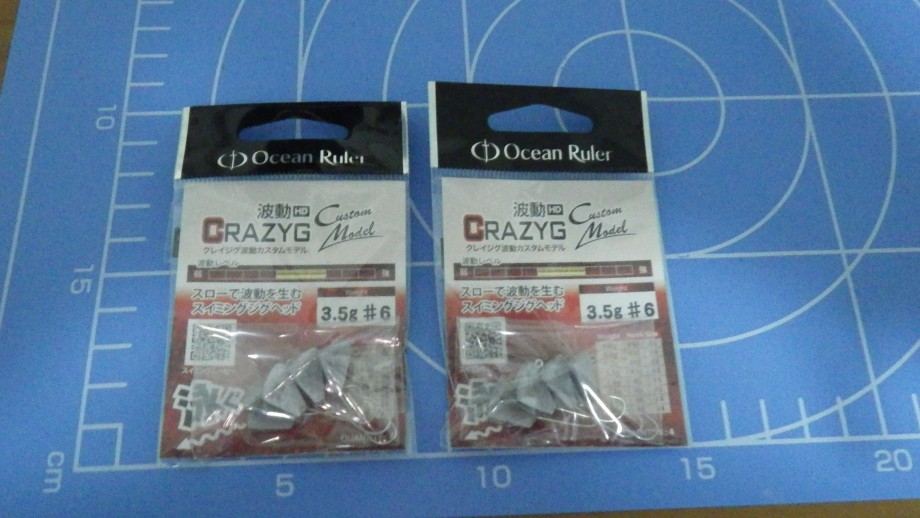 10
15
cm
5
10
15
20
Ocean Ruler
波動 HD
CRAZYG
Custom Model
クレイジグ波動カスタムモデル
波動レベル
弱 強
スローで波動を生む
スイミングジグヘッド
Weight
3.5g #6
Ocean Ruler
波動 HD
CRAZYG
Custom Model
クレイジグ波動カスタムモデル
波動レベル
弱 強
スローで波動を生む
スイミングジグヘッド
Weight
3.5g #6